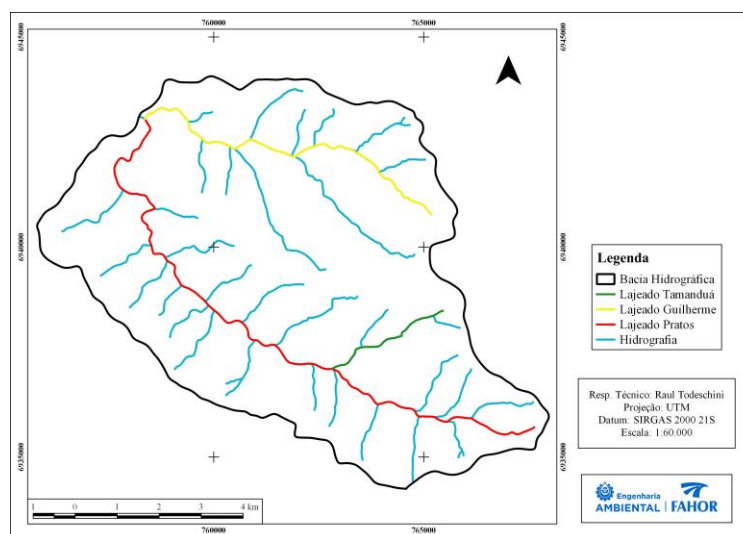 760000
765000
6945000
6945000
6940000
6940000
6935000
6935000
760000
765000
1 0 1 2 3 4 km
Legenda
Bacia Hidrográfica
Lajeado Tamanduá
Lajeado Guilherme
Lajeado Pratos
Hidrografia
Resp. Técnico: Raul Todeschini
Projeção: UTM
Datum: SIRGAS 2000 21S
Escala: 1:60.000
Engenharia
AMBIENTAL
FAHOR